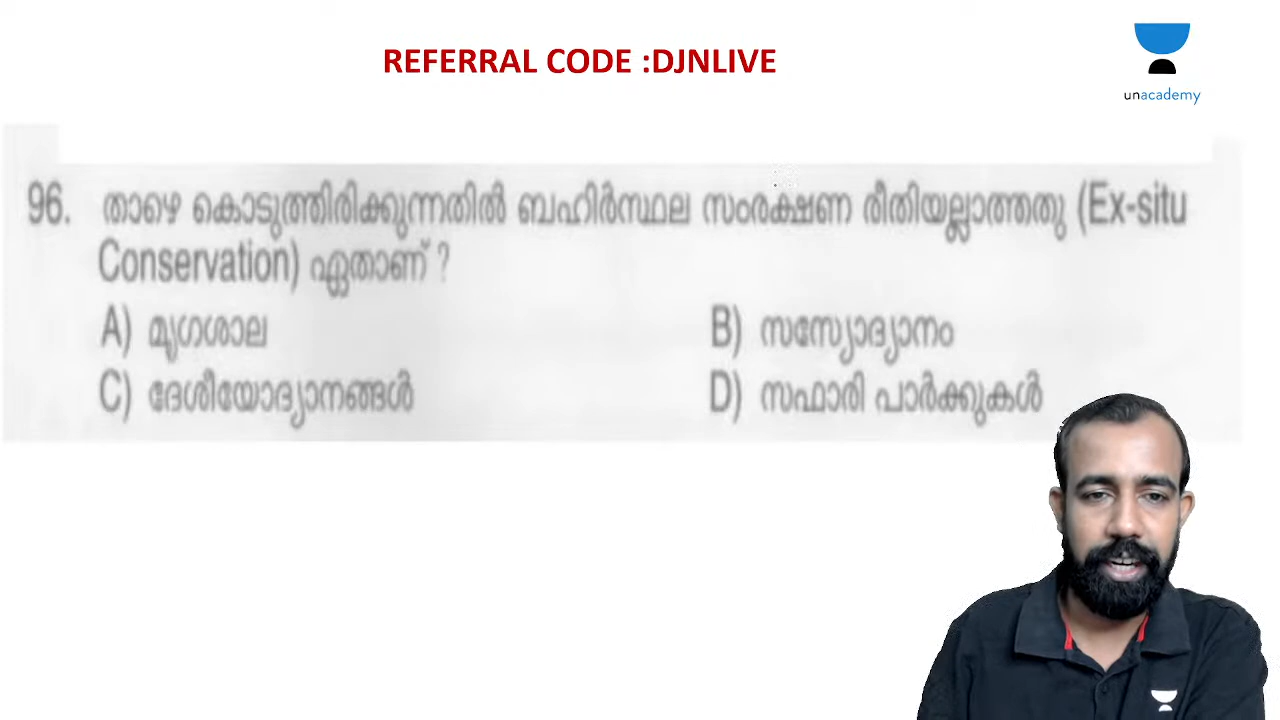 REFERRAL CODE :DJNLIVE
unacademy
96. താഴെ കൊടുത്തിരിക്കുന്നതിൽ ബഹിർസ്ഥല സംരക്ഷണ രീതിയല്ലാത്തതു (Ex-situ
Conservation) ഏതാണ് ?
A) മൃഗശാല B) സസ്യോദ്യാനം
C) ദേശീയോദ്യാനങ്ങൾ D) സഫാരി പാർക്കുകൾ